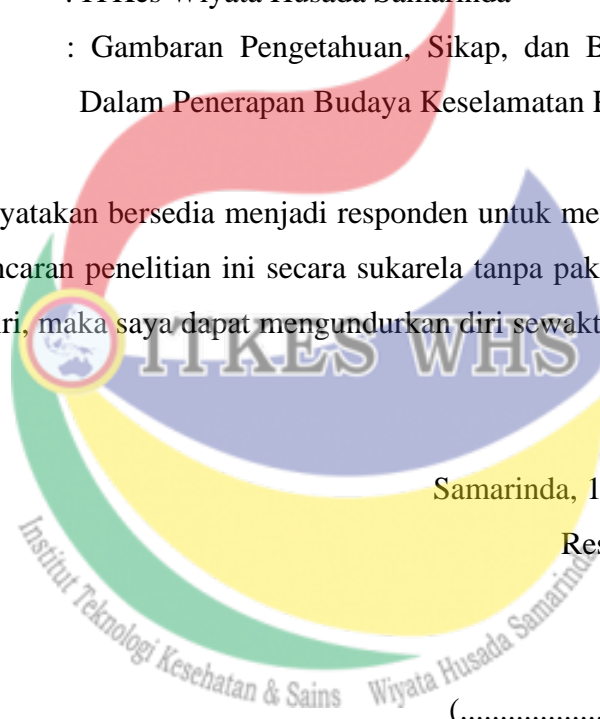 : ITKes Wiyata Husada Samarinda
: Gambaran Pengetahuan, Sikap, dan B
Dalam Penerapan Budaya Keselamatan
yatakan bersedia menjadi responden untuk me
ncaran penelitian ini secara sukarela tanpa pak
ri, maka saya dapat mengundurkan diri sewakt
ITKES WHS
Samarinda, 1
Res
Institut Teknologi Kesehatan & Sains Wiyata Husada Samarinda
(...................